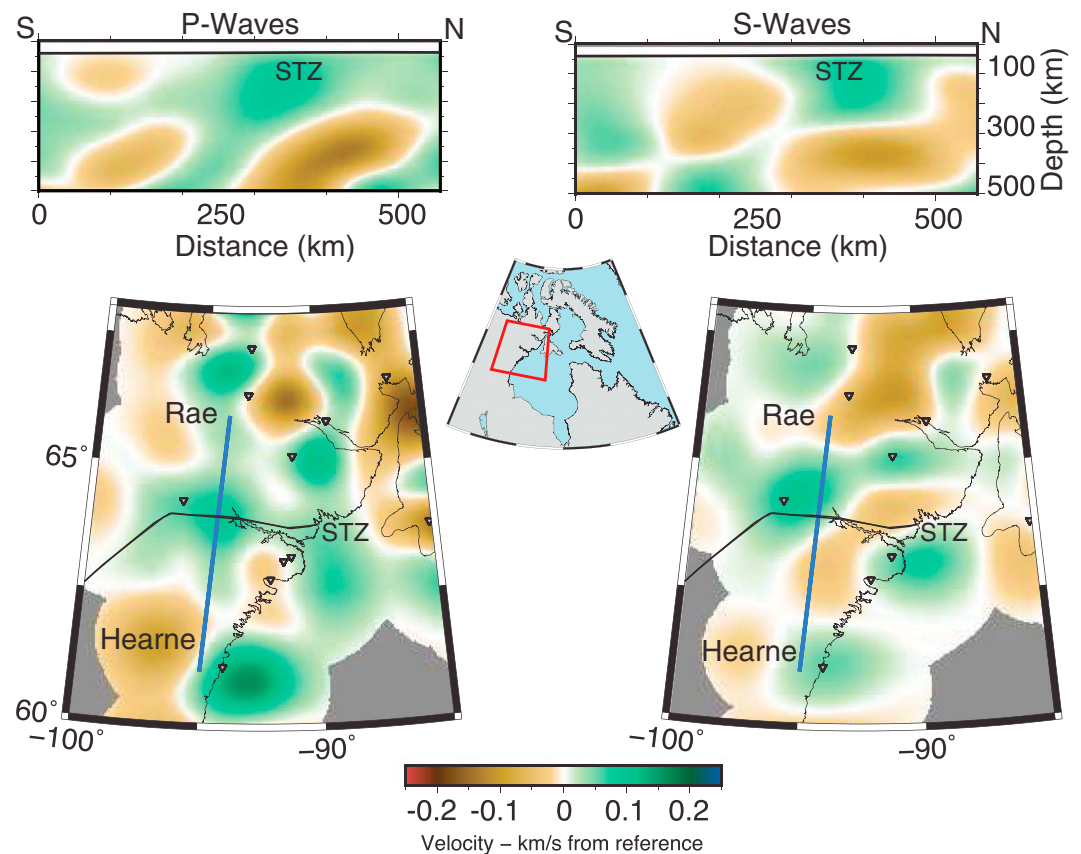 S P-Waves N
STZ
0 250 500
Distance (km)
S S-Waves N
STZ
100
300
500
Depth (km)
0 250 500
Distance (km)
Rae
65°
STZ
Hearne
60°
−100° −90°
Rae
STZ
Hearne
−100° −90°
-0.2 -0.1 0 0.1 0.2
Velocity – km/s from reference